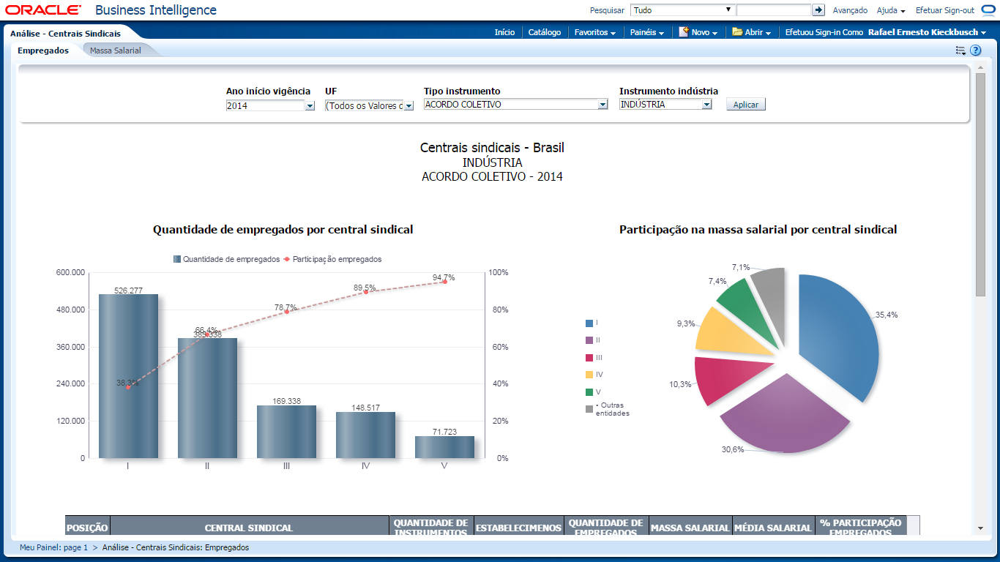 ORACLE Business Intelligence
Pesquisar Tudo Avançado Ajuda Efetuar Sign-out
Análise - Centrais Sindicais
Início Catálogo Favoritos Painéis Novo Abrir Efetuou Sign-in Como Rafael Ernesto Kieckbusch
Empregados Massa Salarial
Ano início vigência UF Tipo instrumento Instrumento indústria
2014 (Todos os Valores d ACORDO COLETIVO INDÚSTRIA Aplicar
Centrais sindicais - Brasil
INDÚSTRIA
ACORDO COLETIVO - 2014
Quantidade de empregados por central sindical
Quantidade de empregados Participação empregados
600.000
480.000
360.000
240.000
120.000
0
100%
80%
60%
40%
20%
0%
526.277
169.338
148.517
71.723
38,3%
66,4%
78,7%
89,5%
94,7%
I II III IV V
Participação na massa salarial por central sindical
I
II
III
IV
V
• Outras
entidades
7,1%
7,4%
9,3%
10,3%
30,6%
35,4%
POSIÇÃO CENTRAL SINDICAL QUANTIDADE DE INSTRUMENTOS ESTABELECIMENOS QUANTIDADE DE EMPREGADOS MASSA SALARIAL MÉDIA SALARIAL % PARTICIPAÇÃO EMPREGADOS
Meu Painel: page 1 > Análise - Centrais Sindicais: Empregados